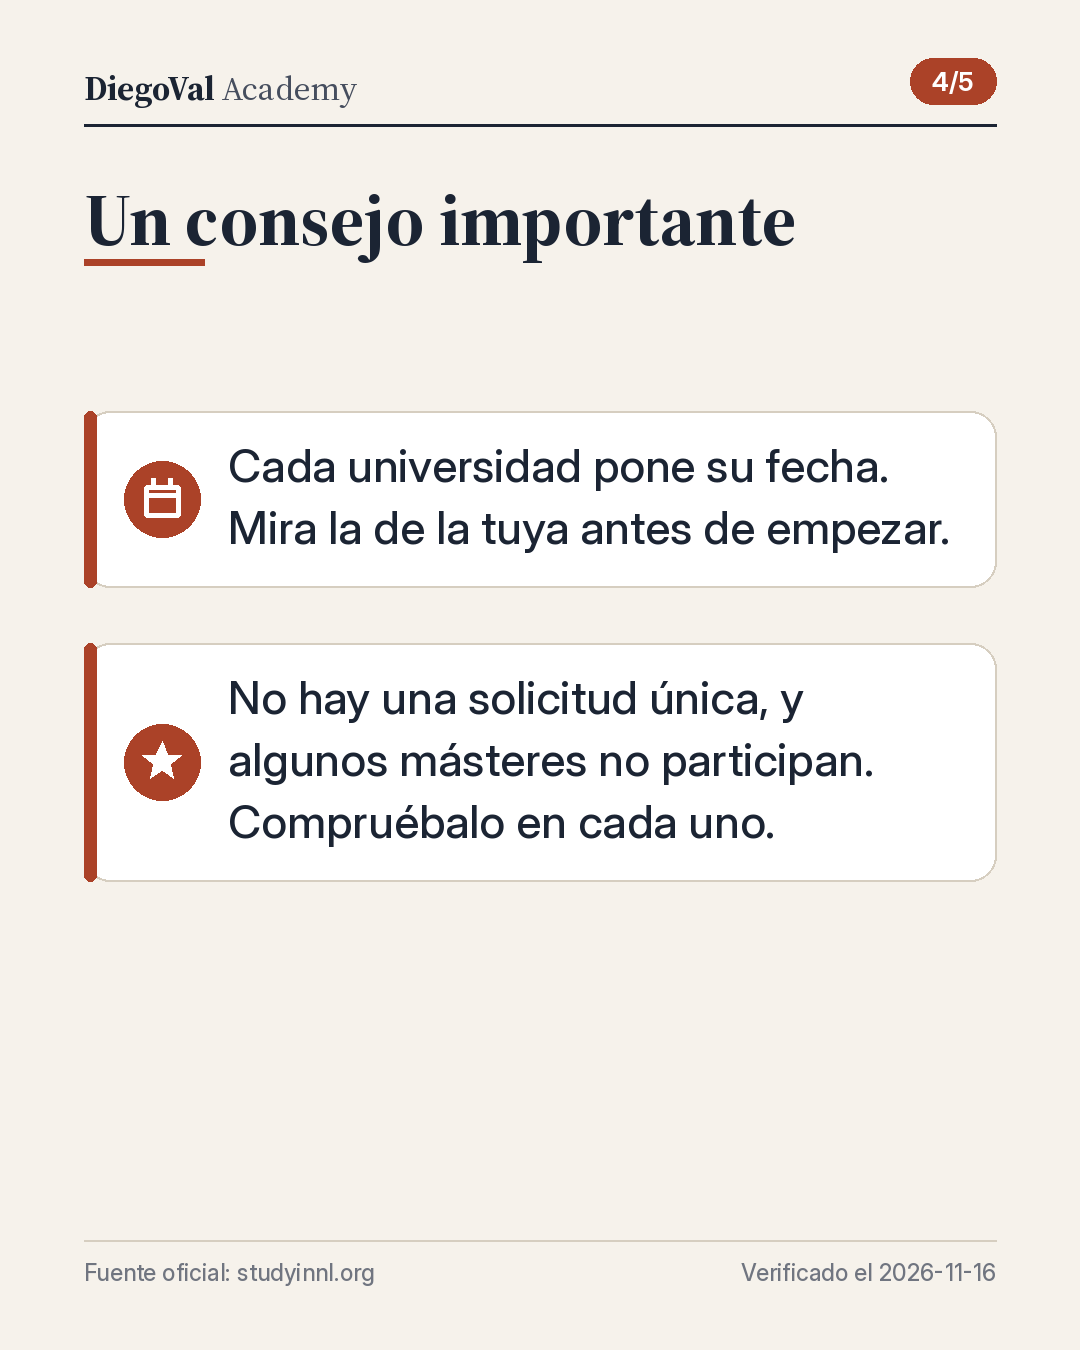 DiegoVal Academy
4/5
Un consejo importante
Cada universidad pone su fecha.
Mira la de la tuya antes de empezar.
No hay una solicitud única, y
algunos másteres no participan.
Compruébalo en cada uno.
Fuente oficial: studyinnl.org
Verificado el 2026-11-16